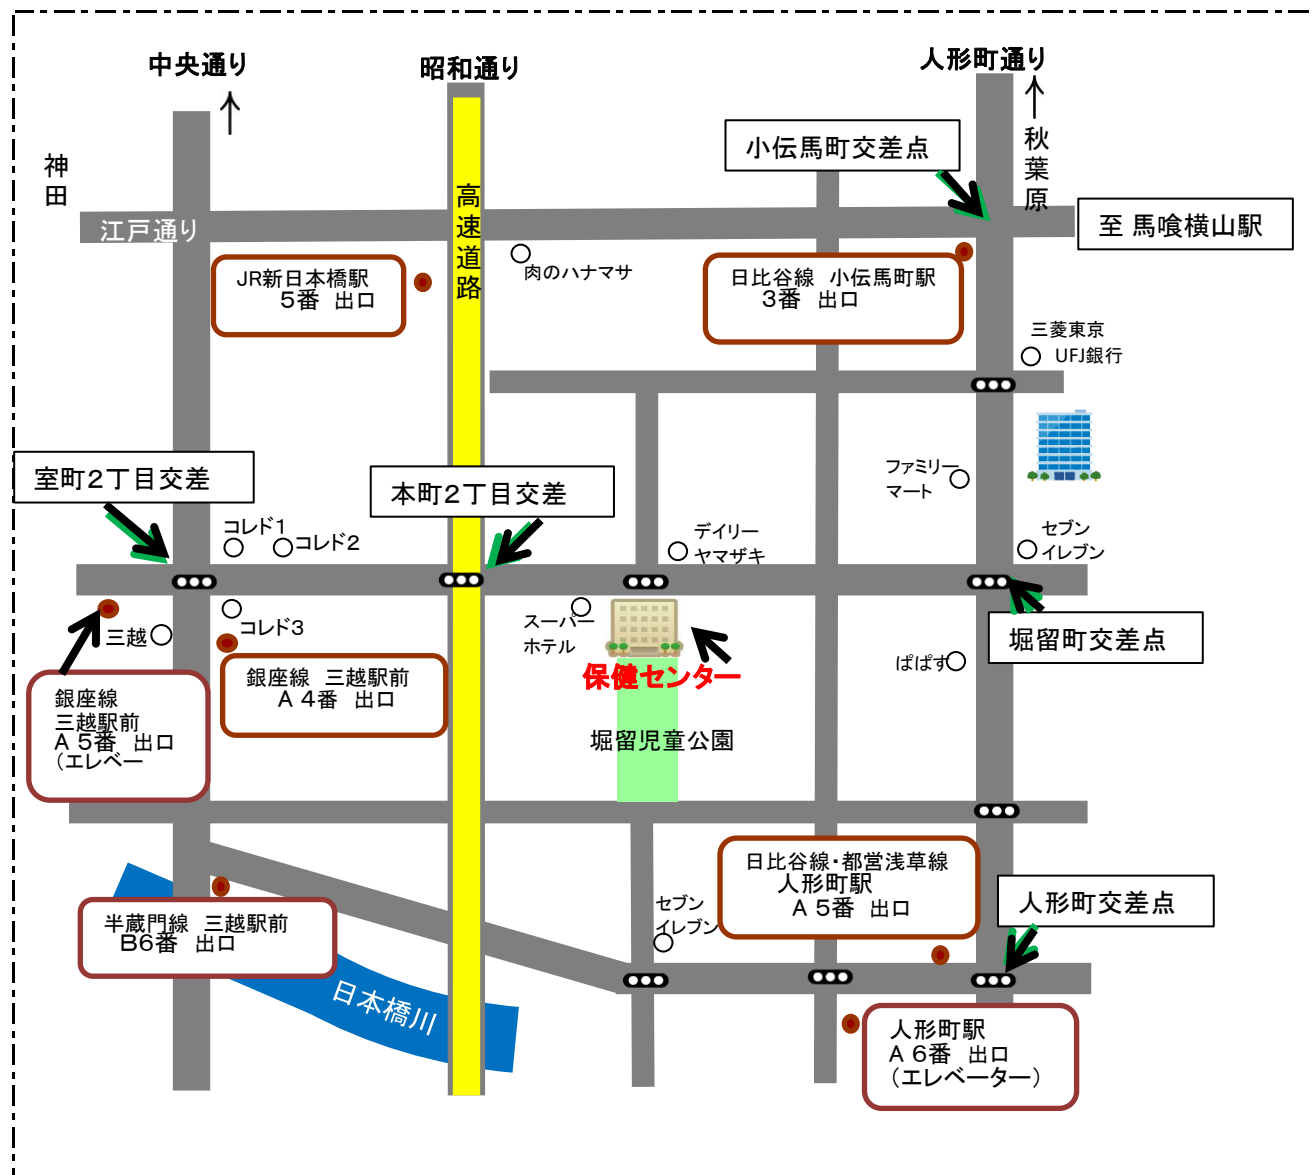 中央通り
昭和通り
人形町通り
神田
秋葉原
小伝馬町交差点
高速道路
江戸通り
至 馬喰横山駅
JR新日本橋駅
5番 出口
肉のハナマサ
日比谷線 小伝馬町駅
3番 出口
三菱東京
UFJ銀行
室町2丁目交差
本町2丁目交差
ファミリー
マート
コレド1
コレド2
デイリー
ヤマザキ
セブン
イレブン
三越
コレド3
スーパー
ホテル
堀留町交差点
ぱぱす
保健センター
銀座線
三越駅前
A5番 出口
(エレベー
銀座線 三越駅前
A4番 出口
堀留児童公園
日比谷線・都営浅草線
人形町駅
A5番 出口
人形町交差点
半蔵門線 三越駅前
B6番 出口
セブン
イレブン
日本橋川
人形町駅
A6番 出口
(エレベーター)